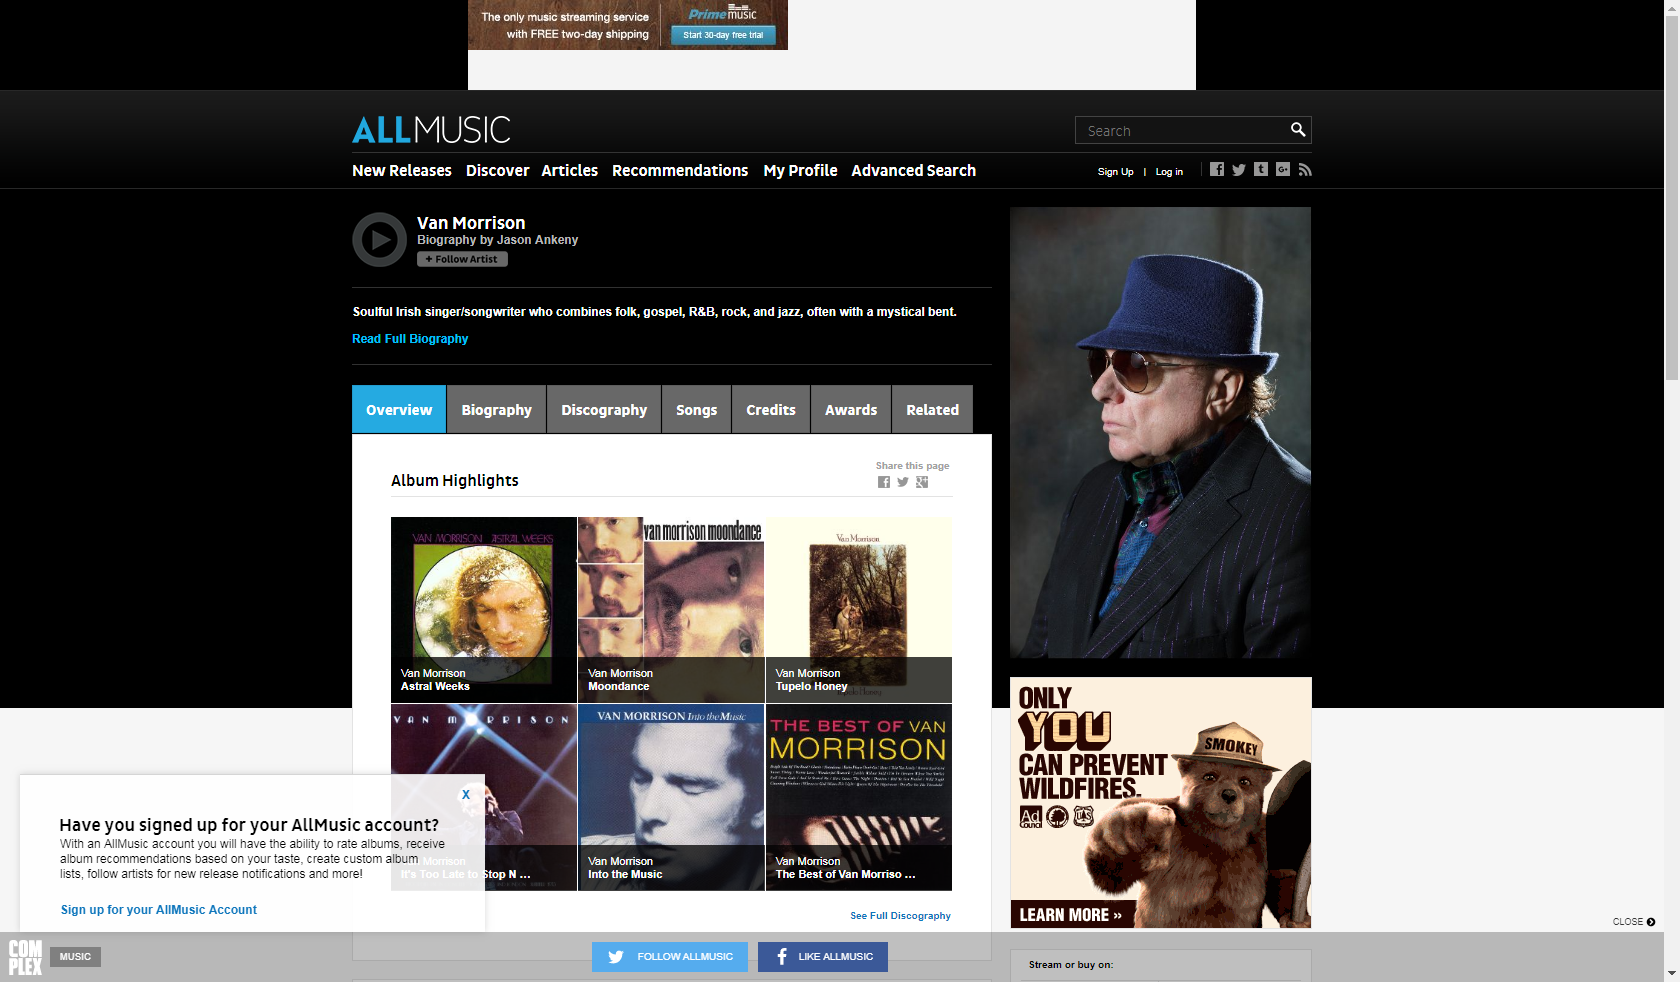 The only music streaming service
with FREE two-day shipping
Prime music
Start 30-day free trial
ALLMUSIC
Search
New Releases Discover Articles Recommendations My Profile Advanced Search
Sign Up | Log in
Van Morrison
Biography by Jason Ankeny
+ Follow Artist
Soulful Irish singer/songwriter who combines folk, gospel, R&B, rock, and jazz, often with a mystical bent.
Read Full Biography
Overview Biography Discography Songs Credits Awards Related
Album Highlights
Share this page
VAN MORRISON ASTRAL WEEKS
Van Morrison
Astral Weeks
van morrison moondance
Van Morrison
Moondance
Van Morrison
Tupelo Honey
Van Morrison
Tupelo Honey
VAN MORRISON
Morrison
It's Too Late to Stop N ...
VAN MORRISON Into the Music
Van Morrison
Into the Music
THE BEST OF VAN
MORRISON
Van Morrison
The Best of Van Morriso ...
See Full Discography
ONLY
YOU
CAN PREVENT
WILDFIRES.
SMOKEY
Ad
Council
UAS
LEARN MORE »
X
Have you signed up for your AllMusic account?
With an AllMusic account you will have the ability to rate albums, receive
album recommendations based on your taste, create custom album
lists, follow artists for new release notifications and more!
Sign up for your AllMusic Account
CLOSE
COM
PLEX
MUSIC
FOLLOW ALLMUSIC
LIKE ALLMUSIC
Stream or buy on: